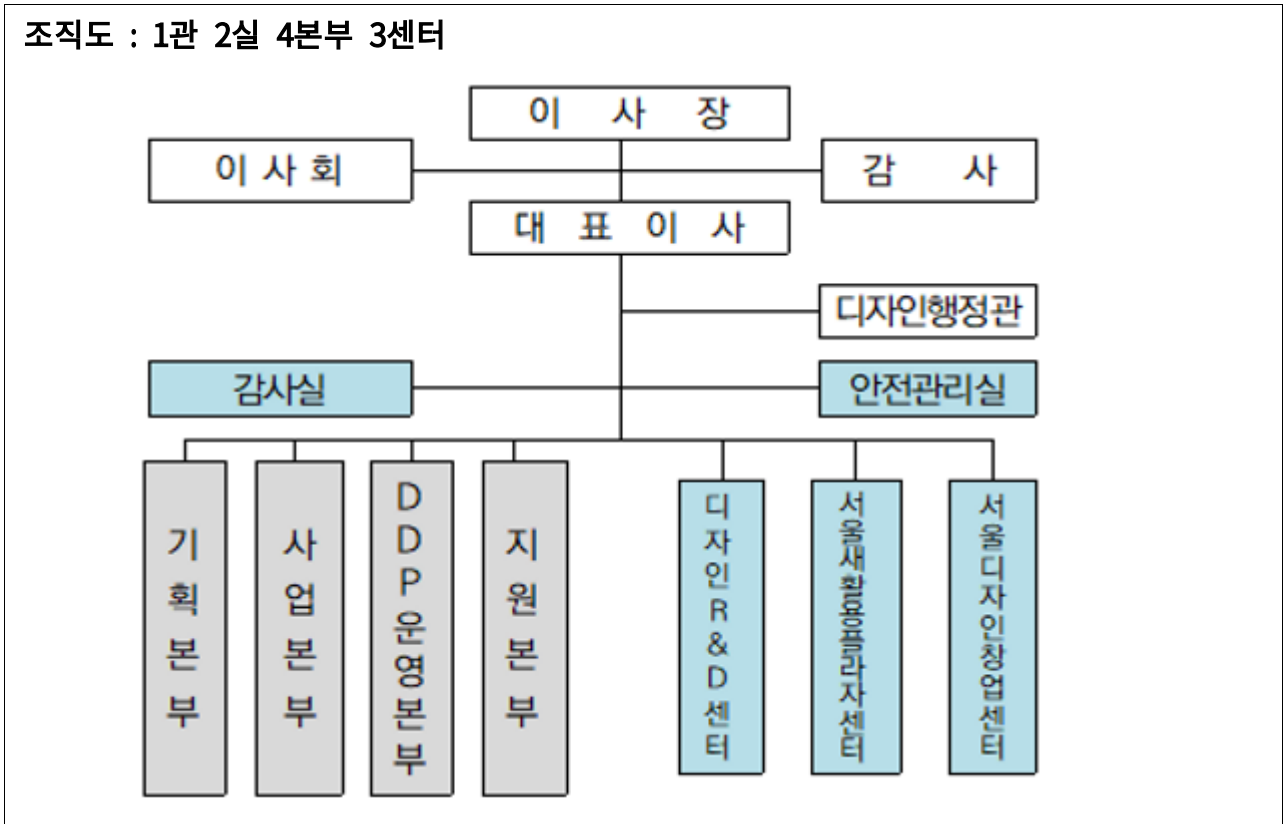 조직도 : 1관 2실 4본부 3센터
이 사 장
이 사 회
감 사
대 표 이 사
디자인행정관
감사실
안전관리실
기획본부
사업본부
DDP운영본부
지원본부
디자인R&D센터
서울새활용플라자센터
서울디자인창업센터